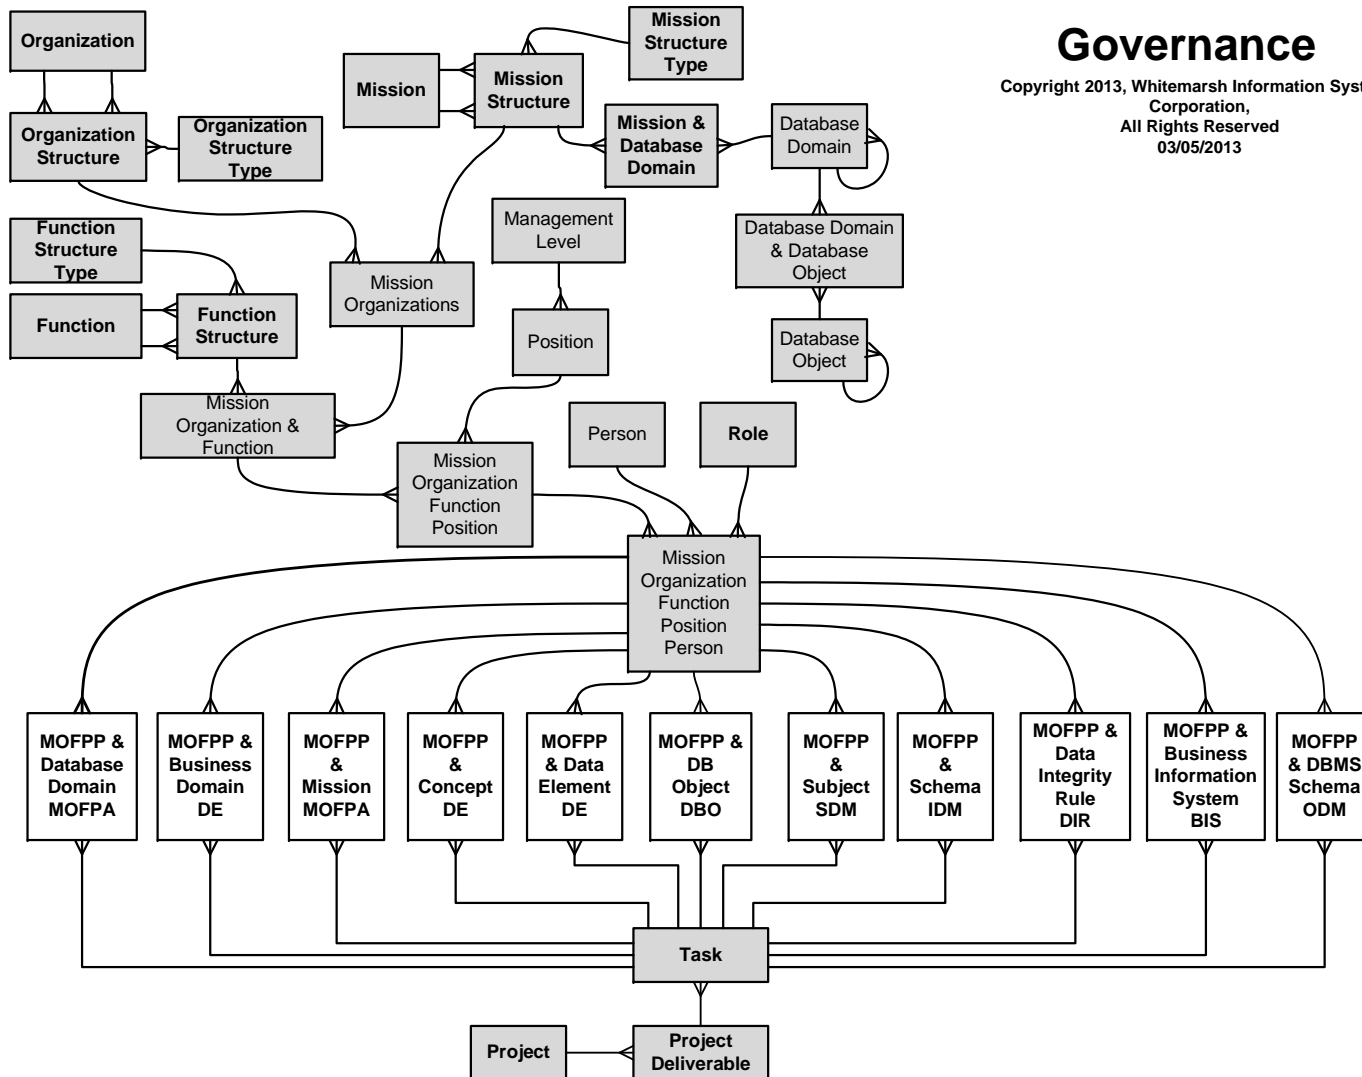 Governance
Copyright 2013, Whitemarsh Information Syst
Corporation,
All Rights Reserved
03/05/2013
Organization
Mission
Structure
Type
Mission
Mission
Structure
Organization
Structure
Organization
Structure
Type
Mission &
Database
Domain
Database
Domain
Function
Structure
Type
Management
Level
Database Domain
& Database
Object
Mission
Organizations
Function
Function
Structure
Position
Database
Object
Mission
Organization &
Function
Person
Role
Mission
Organization
Function
Position
Mission
Organization
Function
Position
Person
MOFPP &
Database
Domain
MOFPA
MOFPP &
Business
Domain
DE
MOFPP
&
Mission
MOFPA
MOFPP
&
Concept
DE
MOFPP
& Data
Element
DE
MOFPP &
DB
Object
DBO
MOFPP
&
Subject
SDM
MOFPP
&
Schema
IDM
MOFPP &
Data
Integrity
Rule
DIR
MOFPP &
Business
Information
System
BIS
MOFPP
& DBMS
Schema
ODM
Task
Project
Project
Deliverable